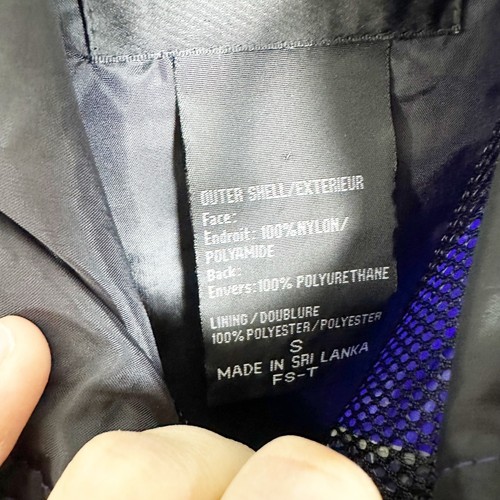 OUTER SHELL/EXTERIEUR
Face:
Endroit: 100%NYLON/
POLYAMIDE
Back:
Envers:100% POLYURETHANE
LINING/DOUBLURE
100%POLYESTER/POLYESTER
S
MADE IN SRI LANKA
FS-T